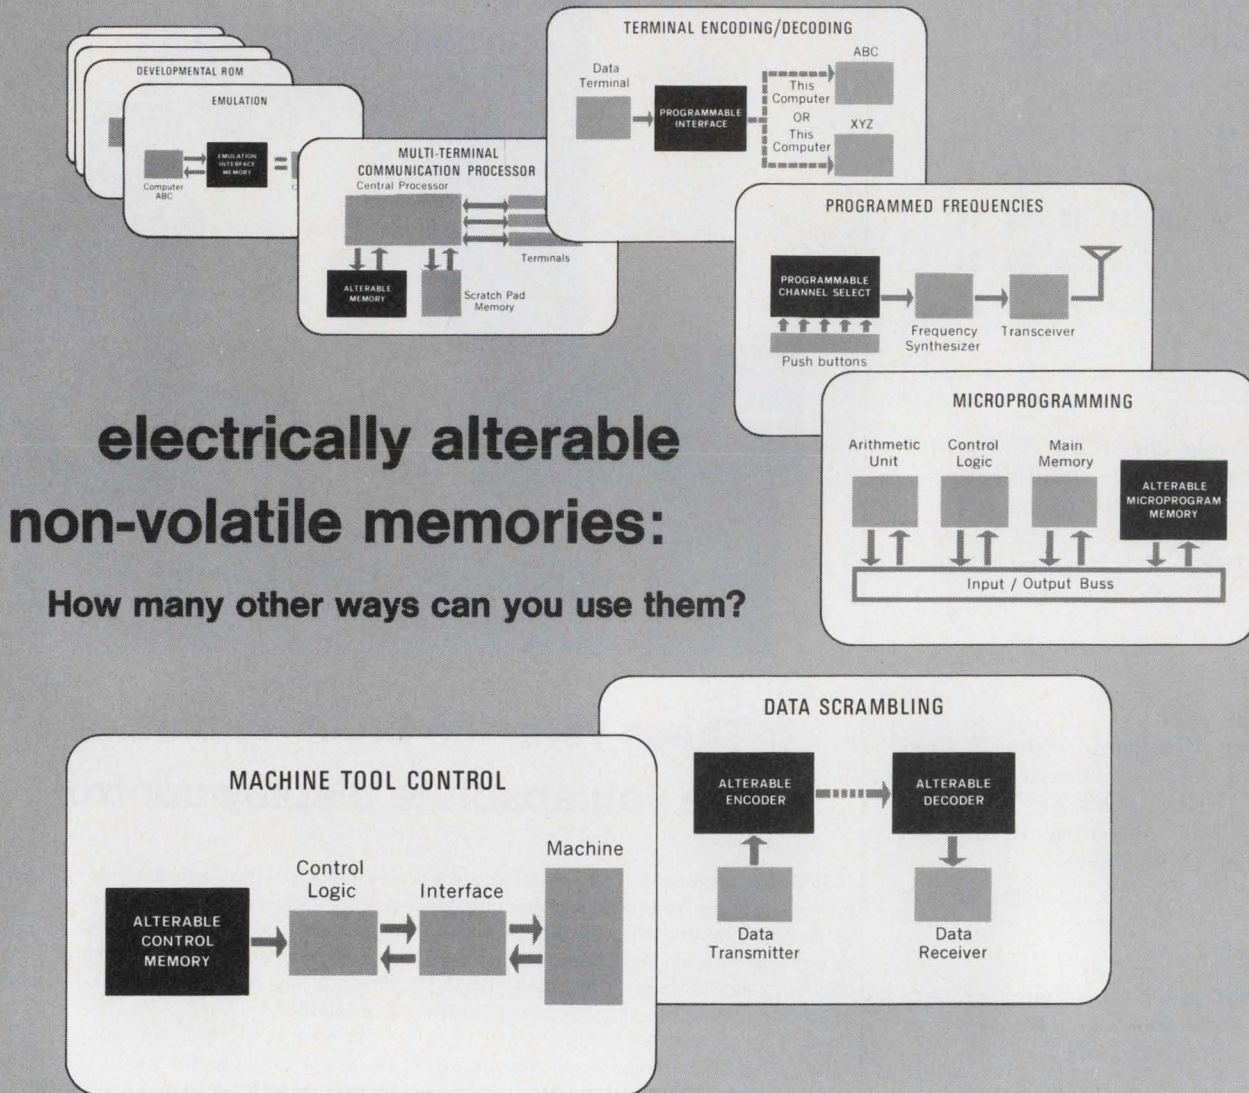 DEVELOPMENTAL ROM
EMULATION
Computer
ABC
EMULATION
INTERFACE
MEMORY
MULTI-TERMINAL
COMMUNICATION PROCESSOR
Central Processor
Terminals
ALTERABLE
MEMORY
Scratch Pad
Memory
TERMINAL ENCODING/DECODING
Data
Terminal
PROGRAMMABLE
INTERFACE
This
Computer
OR
This
Computer
ABC
XYZ
PROGRAMMED FREQUENCIES
PROGRAMMABLE
CHANNEL SELECT
Push buttons
Frequency
Synthesizer
Transceiver
MICROPROGRAMMING
Arithmetic
Unit
Control
Logic
Main
Memory
ALTERABLE
MICROPROGRAM
MEMORY
Input / Output Buss
electrically alterable
non-volatile memories:
How many other ways can you use them?
DATA SCRAMBLING
ALTERABLE
ENCODER
ALTERABLE
DECODER
Data
Transmitter
Data
Receiver
MACHINE TOOL CONTROL
ALTERABLE
CONTROL
MEMORY
Control
Logic
Interface
Machine